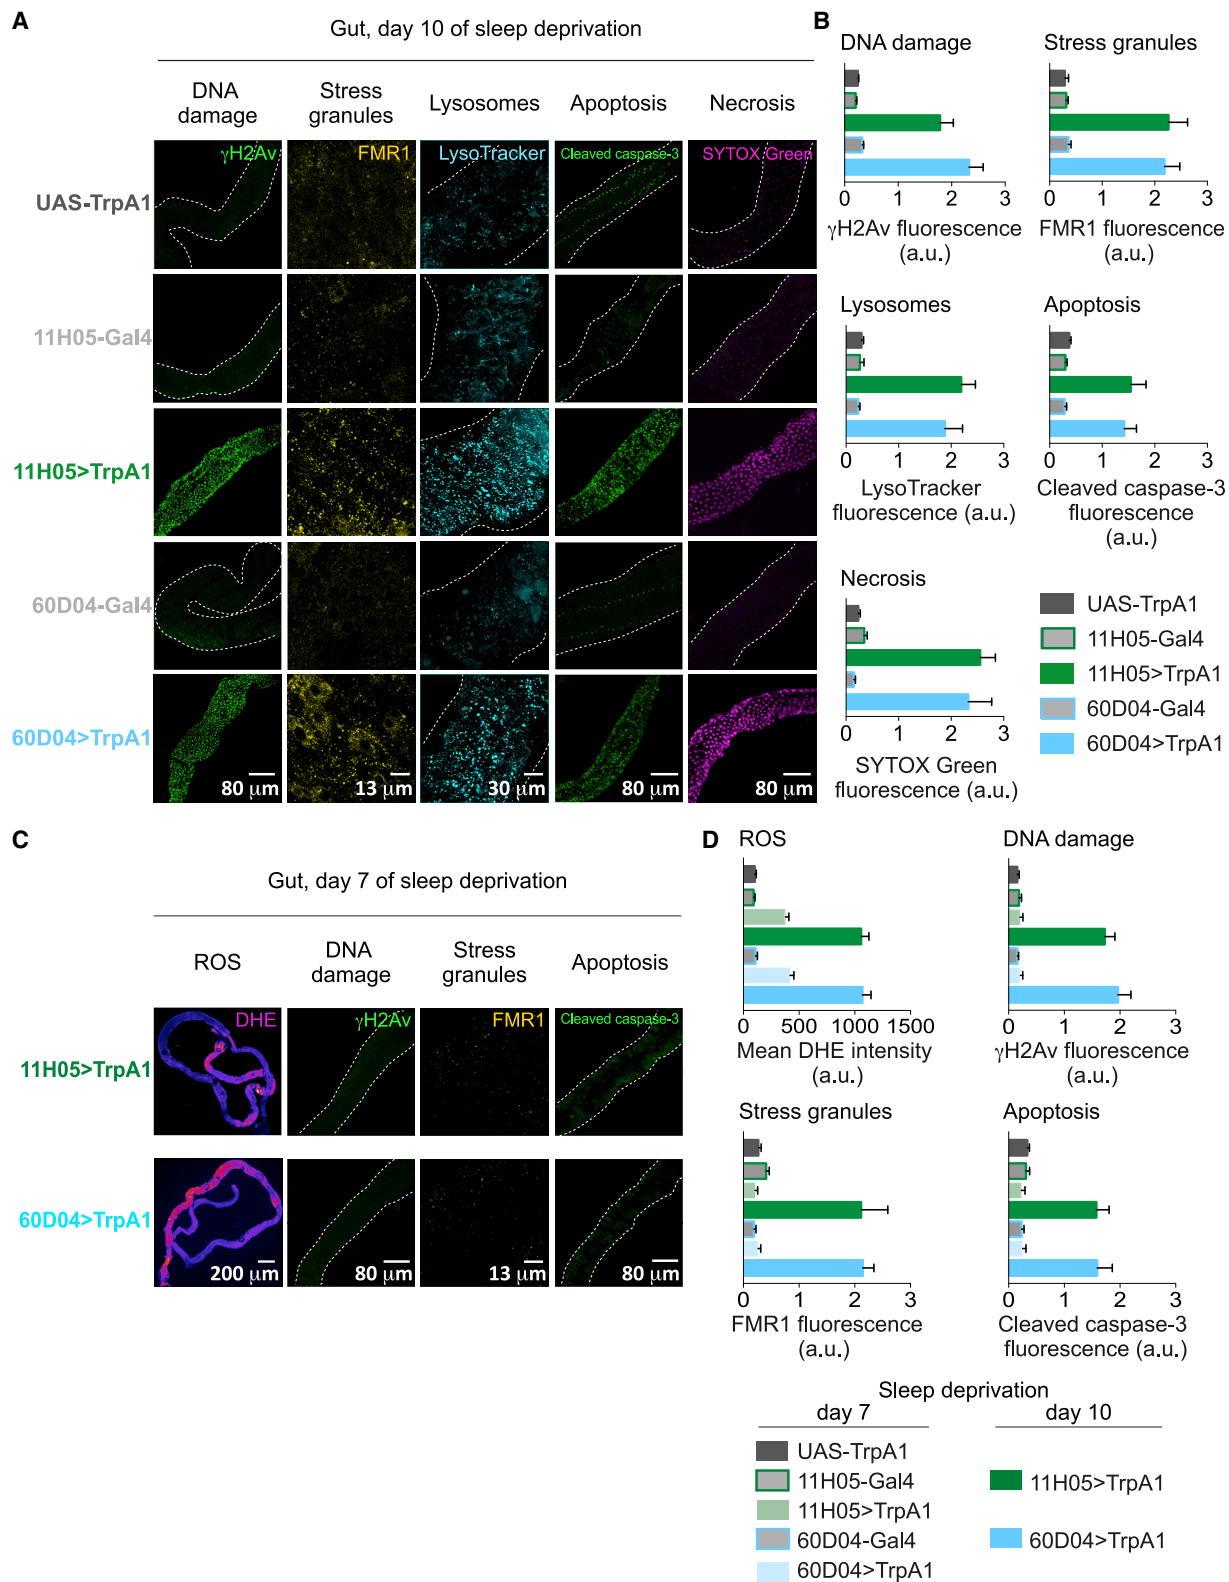 A
Gut, day 10 of sleep deprivation
DNA
damage
Stress
granules
Lysosomes
Apoptosis
Necrosis
γH2Av
FMR1
LysoTracker
Cleaved caspase-3
SYTOX Green
UAS-TrpA1
11H05-Gal4
11H05>TrpA1
60D04-Gal4
60D04>TrpA1
80 μm
13 μm
30 μm
80 μm
80 μm
B
DNA damage
0 1 2 3
γH2Av fluorescence
(a.u.)
Stress granules
0 1 2 3
FMR1 fluorescence
(a.u.)
Lysosomes
0 1 2 3
LysoTracker
fluorescence (a.u.)
Apoptosis
0 1 2 3
Cleaved caspase-3
fluorescence
(a.u.)
Necrosis
0 1 2 3
SYTOX Green
fluorescence (a.u.)
UAS-TrpA1
11H05-Gal4
11H05>TrpA1
60D04-Gal4
60D04>TrpA1
C
Gut, day 7 of sleep deprivation
ROS
DNA
damage
Stress
granules
Apoptosis
DHE
γH2Av
FMR1
Cleaved caspase-3
11H05>TrpA1
60D04>TrpA1
200 μm
80 μm
13 μm
80 μm
D
ROS
0 500 1000 1500
Mean DHE intensity
(a.u.)
DNA damage
0 1 2 3
γH2Av fluorescence
(a.u.)
Stress granules
0 1 2 3
FMR1 fluorescence
(a.u.)
Apoptosis
0 1 2 3
Cleaved caspase-3
fluorescence (a.u.)
Sleep deprivation
day 7
UAS-TrpA1
11H05-Gal4
11H05>TrpA1
60D04-Gal4
60D04>TrpA1
day 10
11H05>TrpA1
60D04>TrpA1